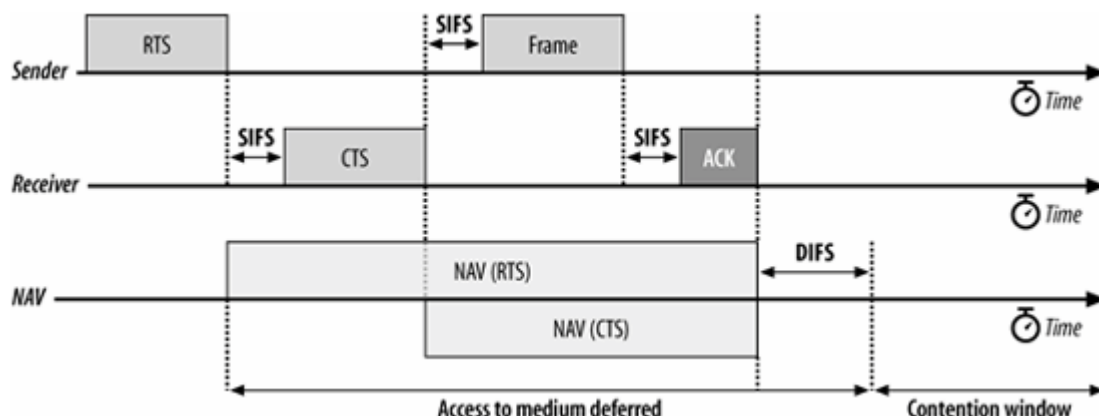 SIFS
RTS
Frame
Sender
Time
SIFS
SIFS
CTS
ACK
Receiver
Time
DIFS
NAV (RTS)
NAV
NAV (CTS)
Time
Access to medium deferred
Contention window